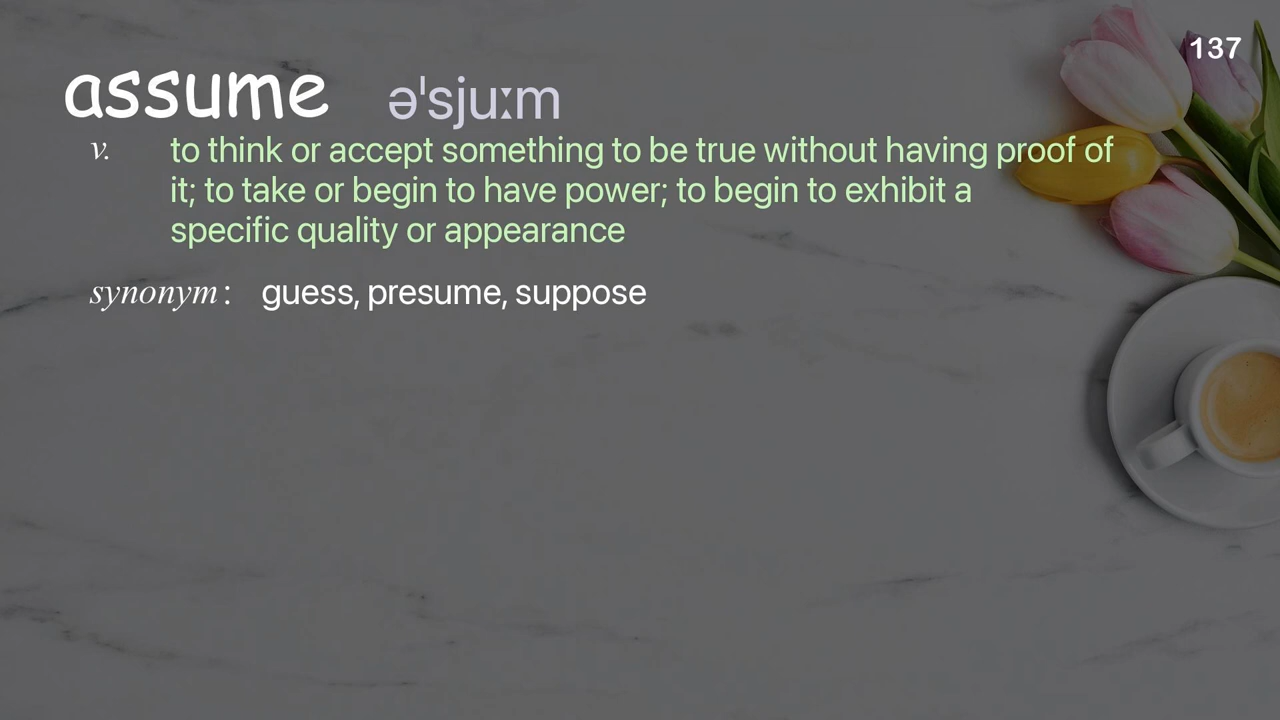 137
assume əˈsjuːm
v. to think or accept something to be true without having proof of
it; to take or begin to have power; to begin to exhibit a
specific quality or appearance
synonym: guess, presume, suppose